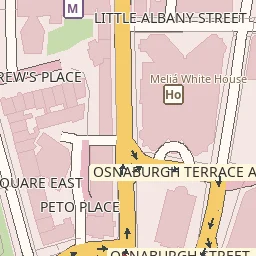 M
LITTLE ALBANY STREET
REW'S PLACE
Meliá White House
Ho
OSNABURGH TERRACE A
QUARE EAST
PETO PLACE
OSNABURGH STREET